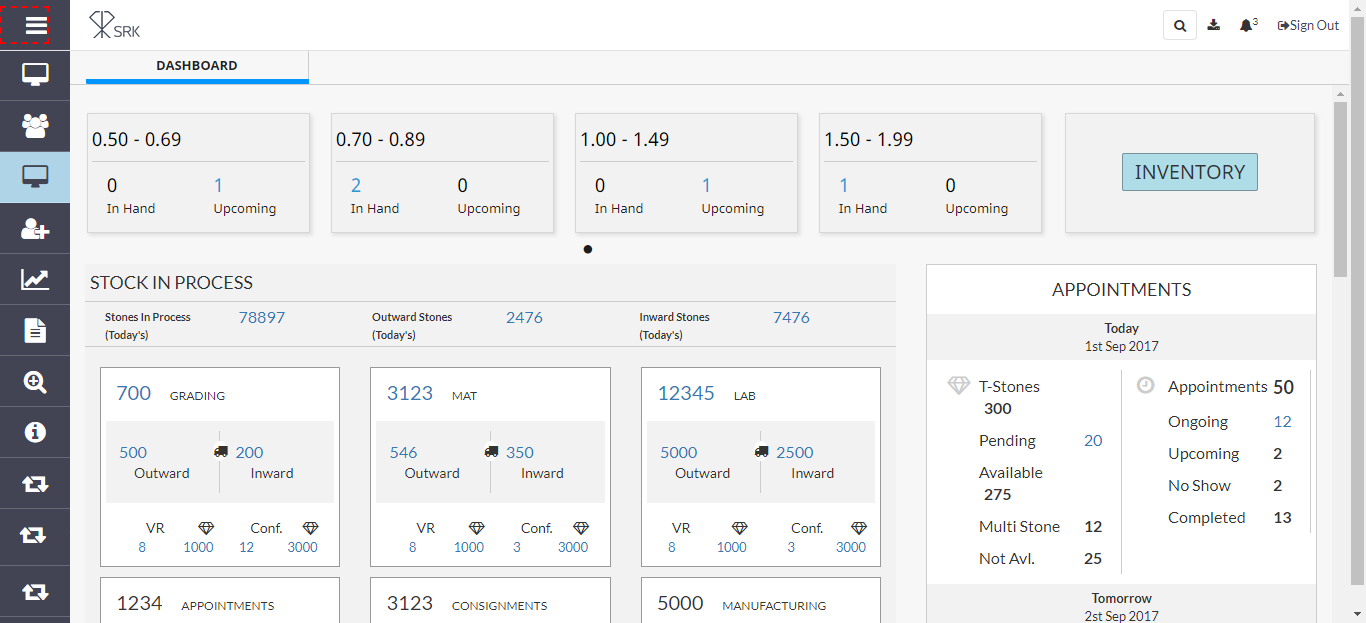 SRK
3
Sign Out
DASHBOARD
0.50 - 0.69
0 1
In Hand Upcoming
0.70 - 0.89
2 0
In Hand Upcoming
1.00 - 1.49
0 1
In Hand Upcoming
1.50 - 1.99
1 0
In Hand Upcoming
INVENTORY
STOCK IN PROCESS
Stones In Process 78897
(Today's)
Outward Stones 2476
(Today's)
Inward Stones 7476
(Today's)
700 GRADING
500 200
Outward Inward
VR Conf.
8 1000 12 3000
3123 MAT
546 350
Outward Inward
VR Conf.
8 1000 3 3000
12345 LAB
5000 2500
Outward Inward
VR Conf.
8 1000 3 3000
1234 APPOINTMENTS
3123 CONSIGNMENTS
5000 MANUFACTURING
APPOINTMENTS
Today
1st Sep 2017
T-Stones
300
Pending 20
Available
275
Multi Stone 12
Not Avl. 25
Appointments 50
Ongoing 12
Upcoming 2
No Show 2
Completed 13
Tomorrow
2st Sep 2017